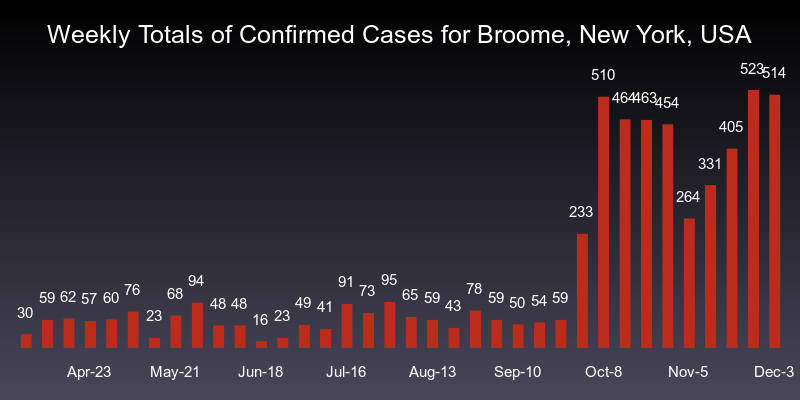 Weekly Totals of Confirmed Cases for Broome, New York, USA
30 59 62 57 60 76 23 68 94 48 48 16 23 49 41 91 73 95 65 59 43 78 59 50 54 59 233 510 464 463 454 264 331 405 523 514
Apr-23 May-21 Jun-18 Jul-16 Aug-13 Sep-10 Oct-8 Nov-5 Dec-3